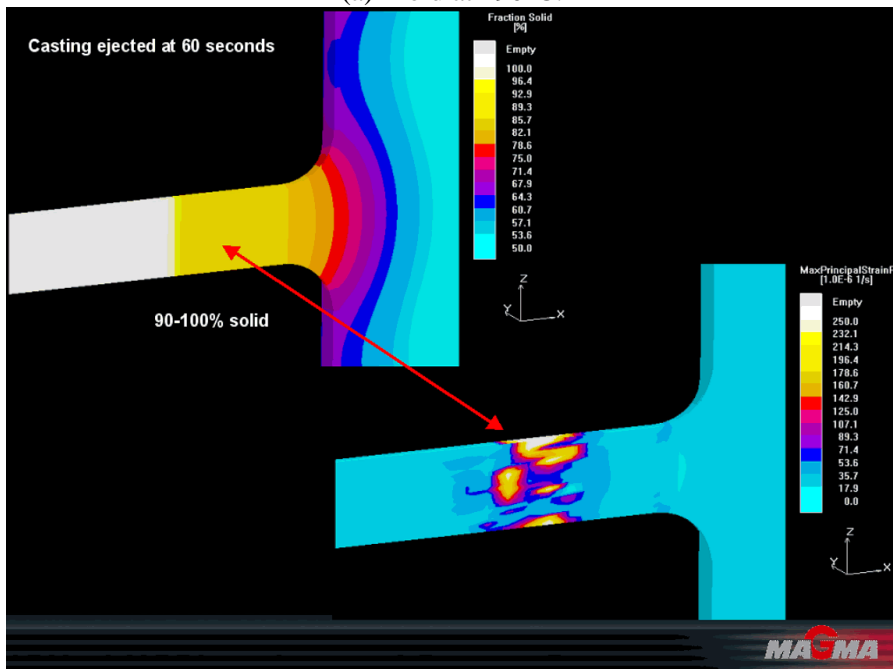 Casting ejected at 60 seconds
Fraction Solid
[%]
Empty
100.0
96.4
92.9
89.3
85.7
82.1
78.6
75.0
71.4
67.9
64.3
60.7
57.1
53.6
50.0
Z
Y
X
90-100% solid
MaxPrincipalStrainR
[1.0E-6 1/s]
Empty
250.0
232.1
214.3
196.4
178.6
160.7
142.9
125.0
107.1
89.3
71.4
53.6
35.7
17.9
0.0
Z
Y
X
MAGMA